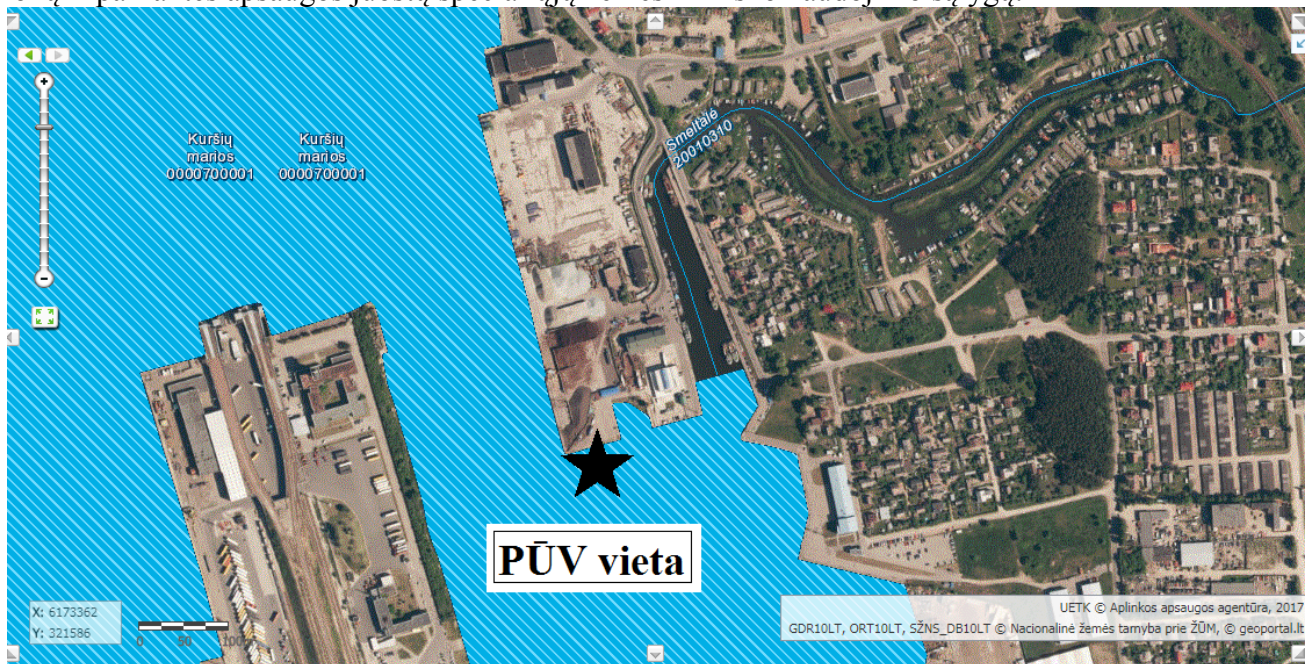 Kuršių
marios
0000700001
Kuršių
marios
0000700001
Smeltalė
20010310
PŪV vieta
X: 6173362
Y: 321586
0 50 100
UETK © Aplinkos apsaugos agentūra, 2017
GDR10LT, ORT10LT, SŽNS_DB10LT © Nacionalinė žemės tarnyba prie ŽŪM, © geoportal.lt